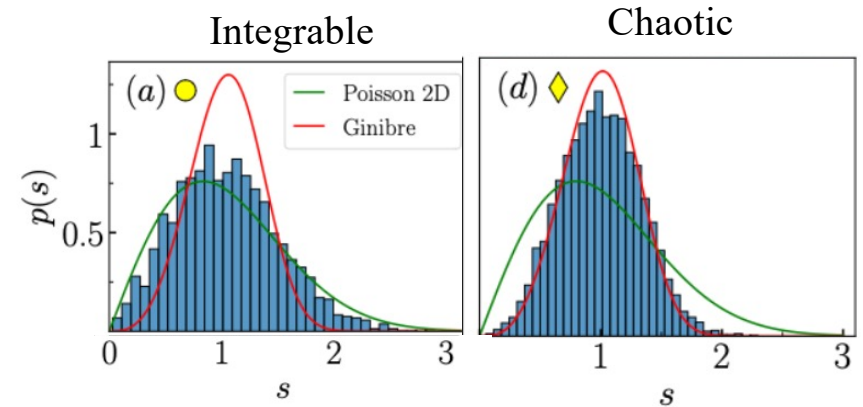 Integrable
Chaotic
(a)
Poisson 2D
Ginibre
(d)
1
0.5
p(s)
0 1 2 3
1 2 3
s
s